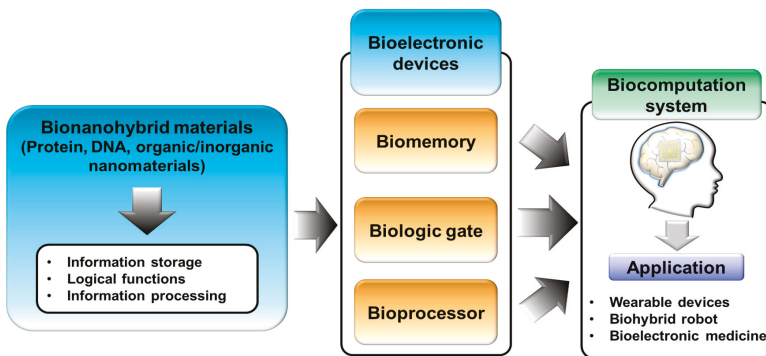 Bionanohybrid materials
(Protein, DNA, organic/inorganic
nanomaterials)
• Information storage
• Logical functions
• Information processing
Bioelectronic
devices
Biomemory
Biologic gate
Bioprocessor
Biocomputation
system
Application
• Wearable devices
• Biohybrid robot
• Bioelectronic medicine